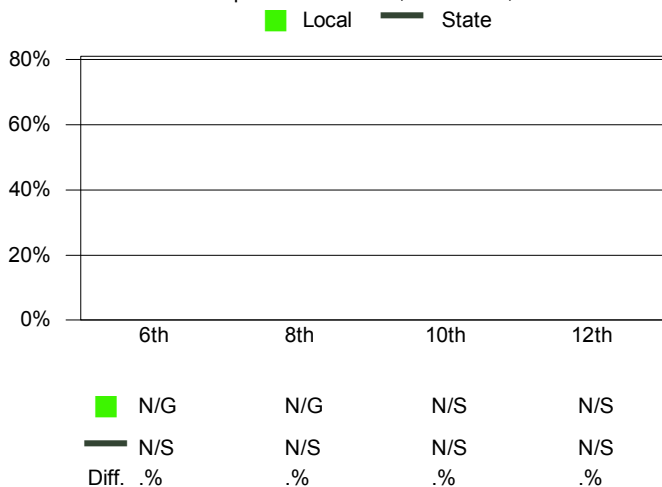 Local State
80%
60%
40%
20%
0%
6th 8th 10th 12th
N/G N/G N/S N/S
N/S N/S N/S N/S
Diff. .% .% .% .%